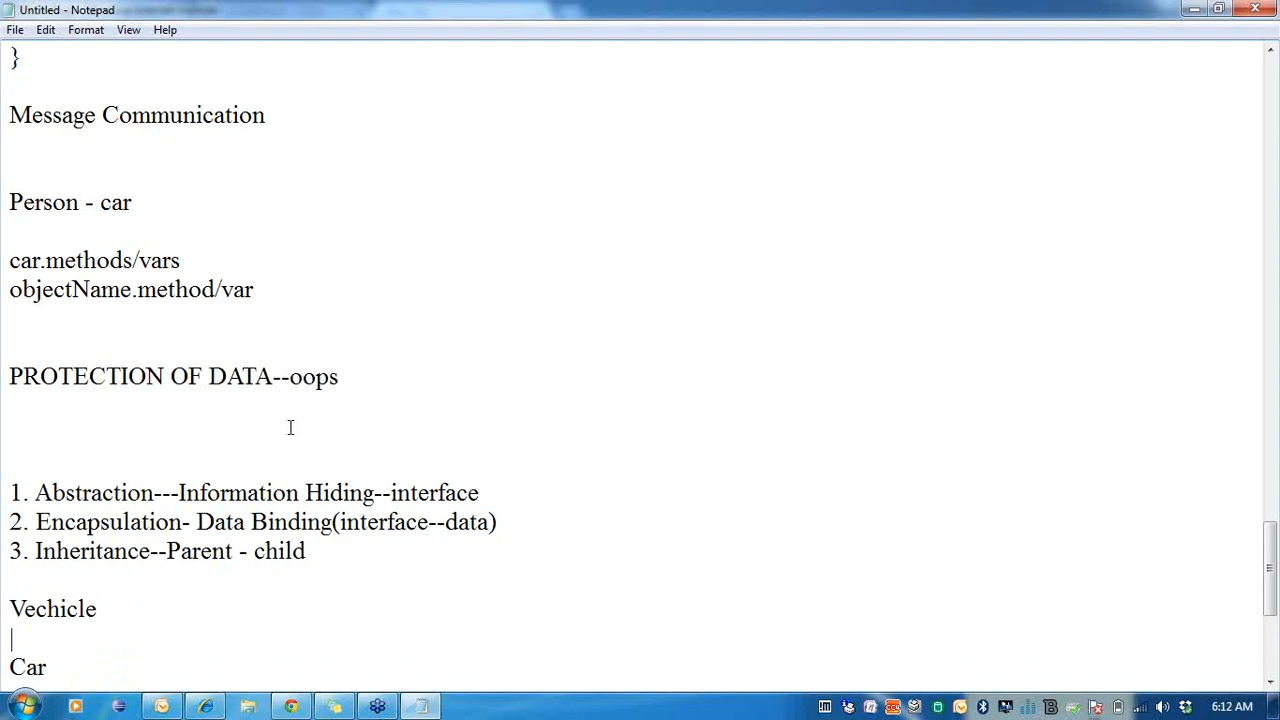 Untitled - Notepad
File Edit Format View Help
}
Message Communication
Person - car
car.methods/vars
objectName.method/var
PROTECTION OF DATA--oops
1. Abstraction---Information Hiding--interface
2. Encapsulation- Data Binding(interface--data)
3. Inheritance--Parent - child
Vechicle
Car
6:12 AM